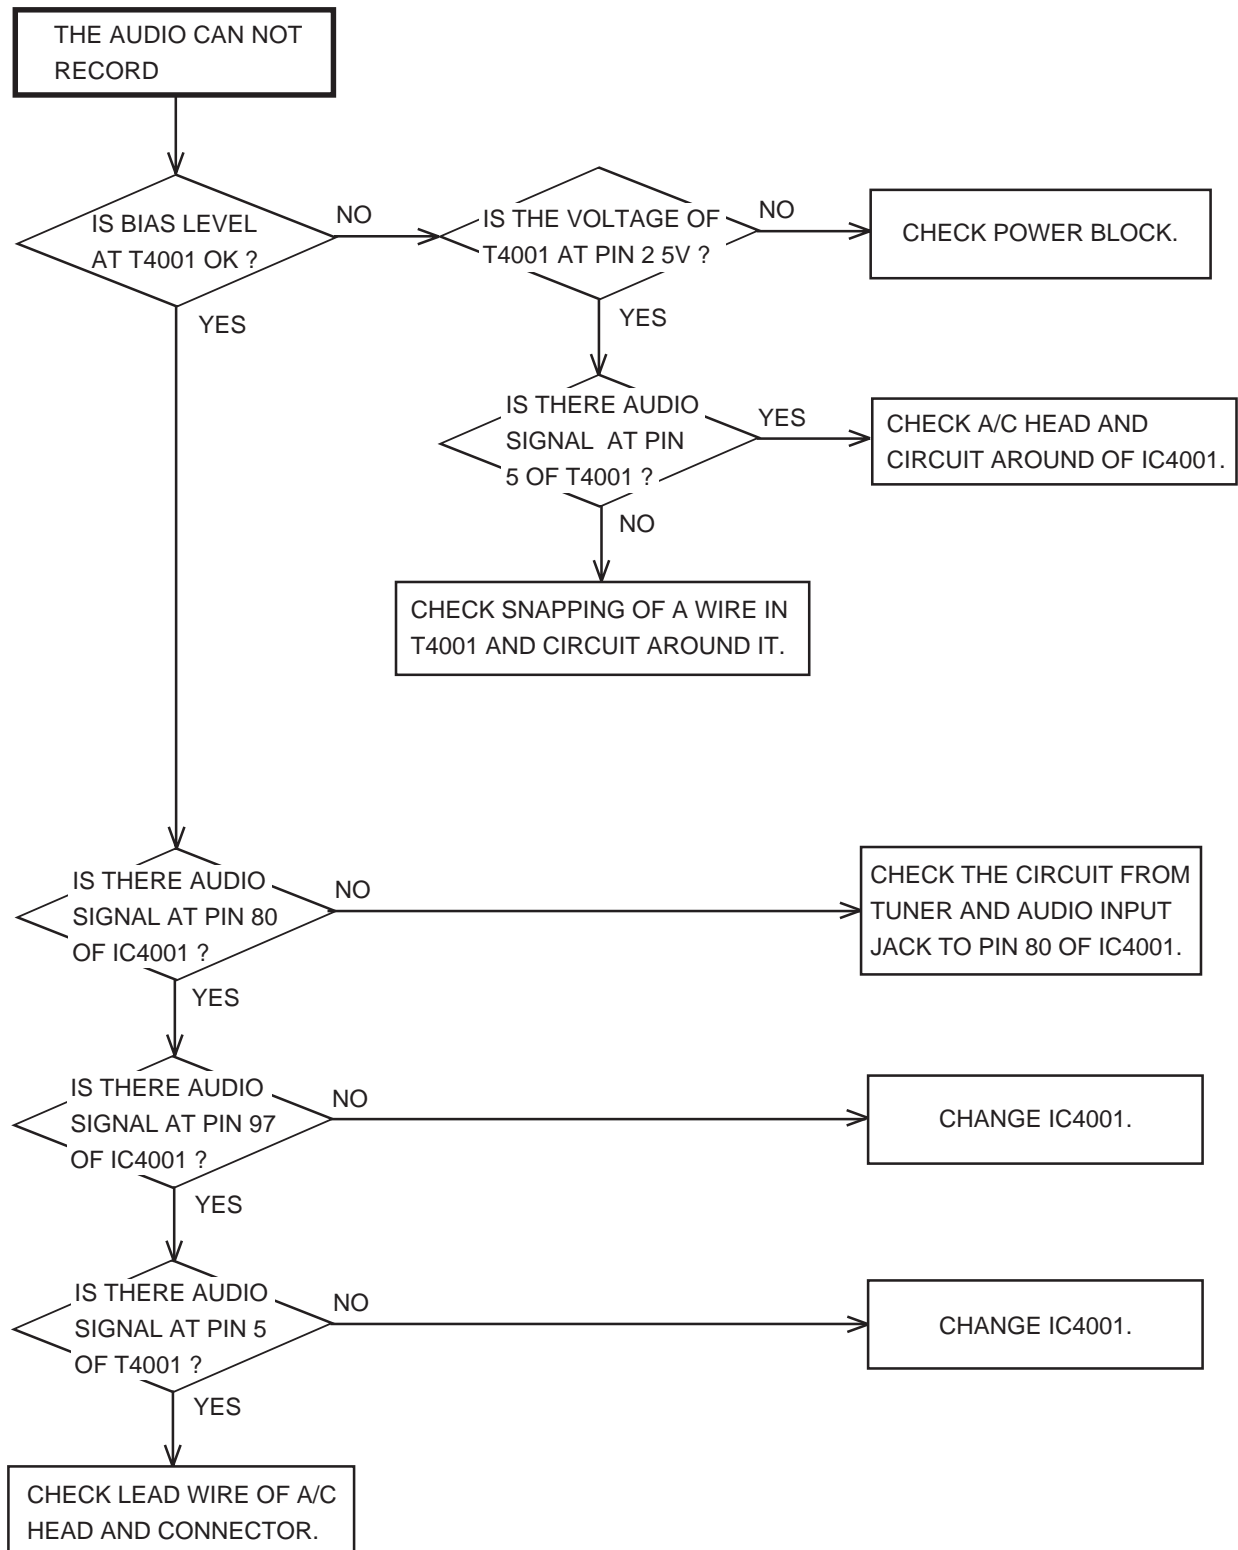 THE AUDIO CAN NOT
RECORD
IS BIAS LEVEL
AT T4001 OK ?
NO
IS THE VOLTAGE OF
T4001 AT PIN 2 5V ?
NO
CHECK POWER BLOCK.
YES
YES
IS THERE AUDIO
SIGNAL AT PIN
5 OF T4001 ?
YES
CHECK A/C HEAD AND
CIRCUIT AROUND OF IC4001.
NO
CHECK SNAPPING OF A WIRE IN
T4001 AND CIRCUIT AROUND IT.
IS THERE AUDIO
SIGNAL AT PIN 80
OF IC4001 ?
NO
CHECK THE CIRCUIT FROM
TUNER AND AUDIO INPUT
JACK TO PIN 80 OF IC4001.
YES
IS THERE AUDIO
SIGNAL AT PIN 97
OF IC4001 ?
NO
CHANGE IC4001.
YES
IS THERE AUDIO
SIGNAL AT PIN 5
OF T4001 ?
NO
CHANGE IC4001.
YES
CHECK LEAD WIRE OF A/C
HEAD AND CONNECTOR.